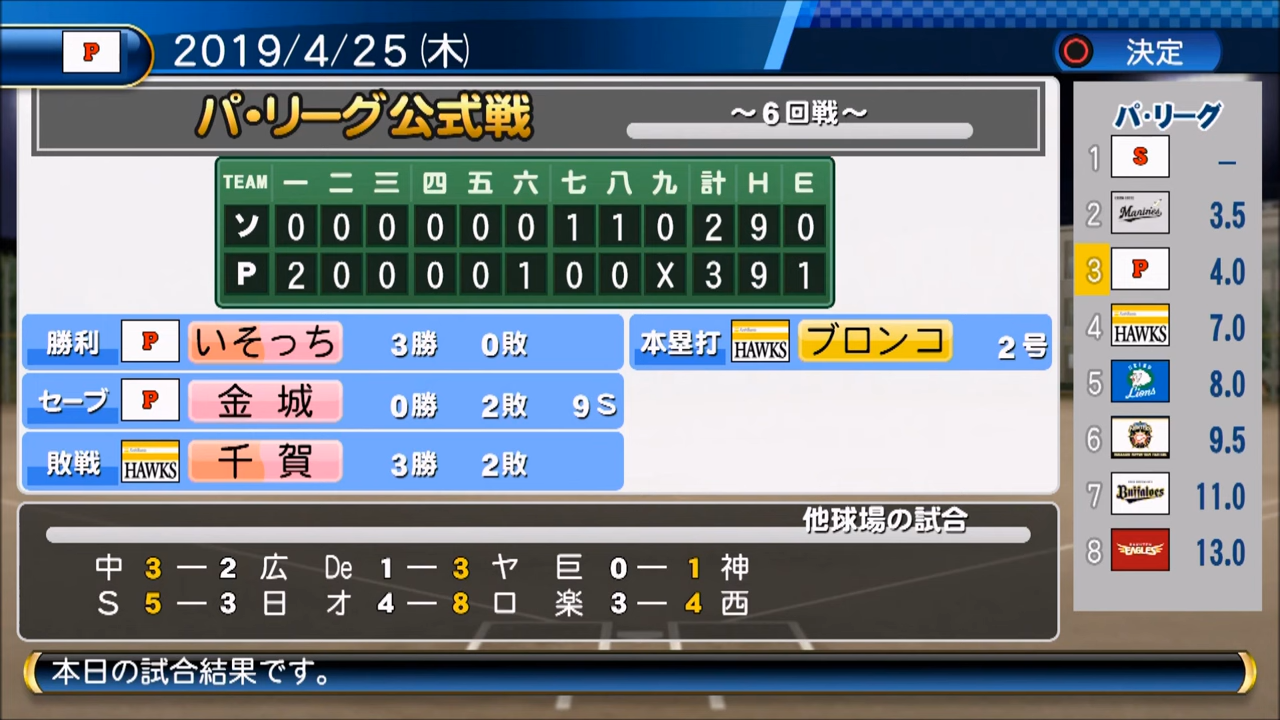 P 2019/4/25(木) 決定
パ・リーグ公式戦 ～6回戦～
TEAM 一 二 三 四 五 六 七 八 九 計 H E
ソ 0 0 0 0 0 0 1 1 0 2 9 0
P 2 0 0 0 0 1 0 0 X 3 9 1
勝利 P いそっち 3勝 0敗
セーブ P 金城 0勝 2敗 9S
敗戦 HAWKS 千賀 3勝 2敗
本塁打 HAWKS ブロンコ 2号
パ・リーグ
1 S －
2 Marines 3.5
3 P 4.0
4 HAWKS 7.0
5 Lions 8.0
6 9.5
7 Buffaloes 11.0
8 EAGLES 13.0
他球場の試合
中 3 － 2 広 De 1 － 3 ヤ 巨 0 － 1 神
S 5 － 3 日 オ 4 － 8 ロ 楽 3 － 4 西
本日の試合結果です。